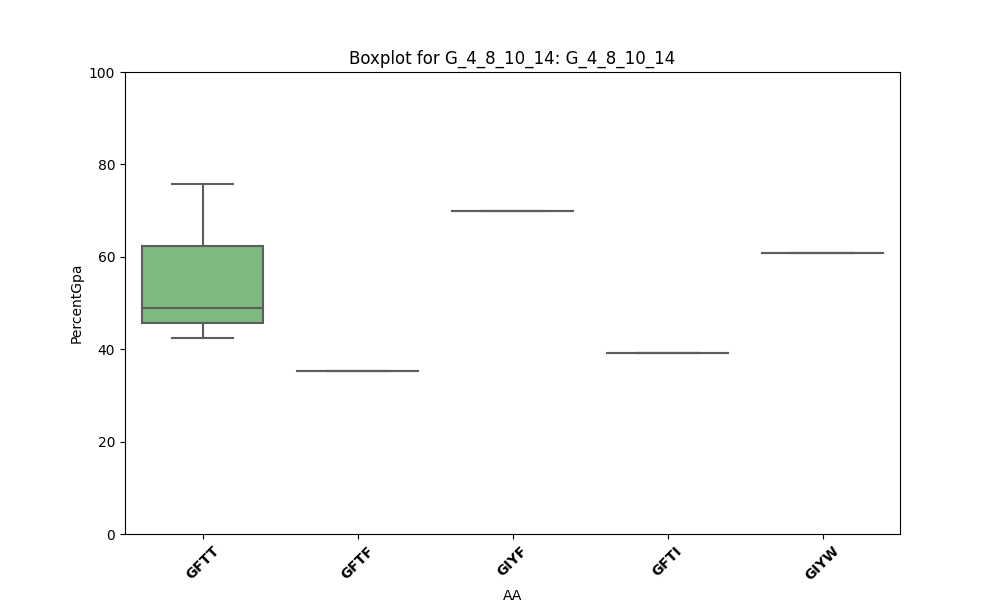 Boxplot for G_4_8_10_14: G_4_8_10_14
100
80
60
40
20
0
PercentGpa
GFTT
GFTF
GIYF
GFTI
GIYW
AA